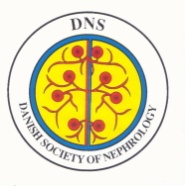 DNS
DANISH SOCIETY OF NEPHROLOGY